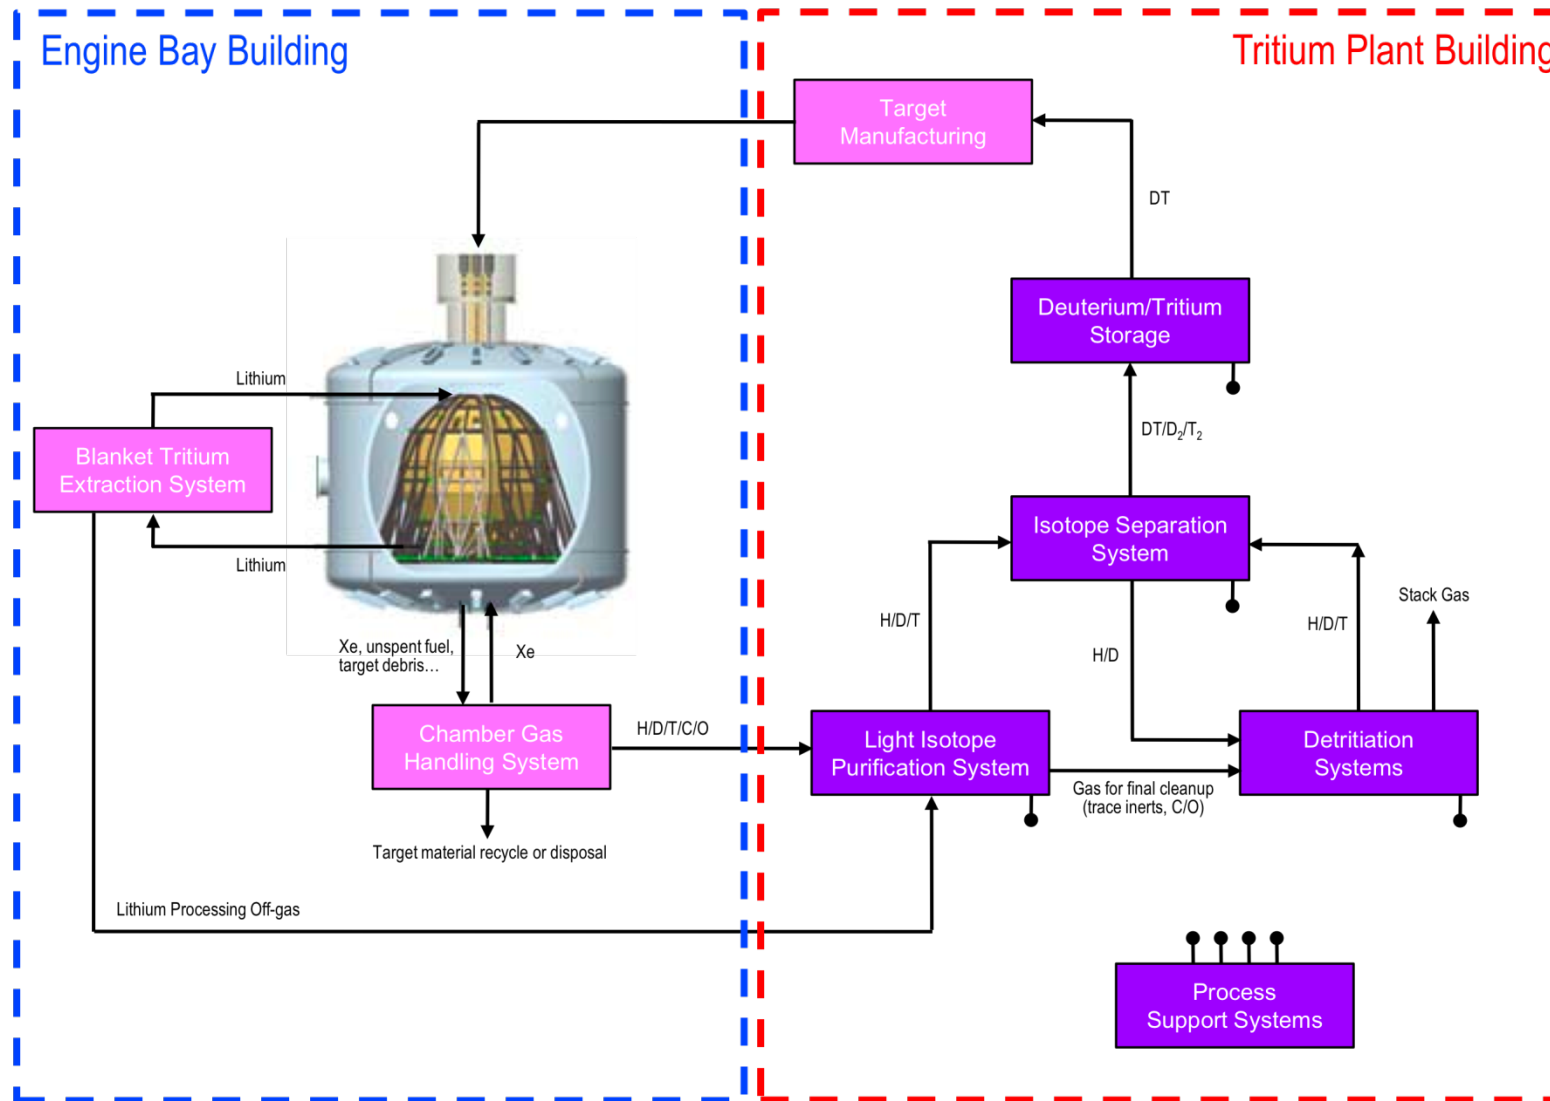 Engine Bay Building
Tritium Plant Building
Target
Manufacturing
DT
Deuterium/Tritium
Storage
Lithium
Blanket Tritium
Extraction System
DT/D₂/T₂
Isotope Separation
System
Lithium
Stack Gas
H/D/T
H/D/T
Xe, unspent fuel,
target debris...
Xe
H/D
Chamber Gas
Handling System
H/D/T/C/O
Light Isotope
Purification System
Detritiation
Systems
Gas for final cleanup
(trace inerts, C/O)
Target material recycle or disposal
Lithium Processing Off-gas
Process
Support Systems